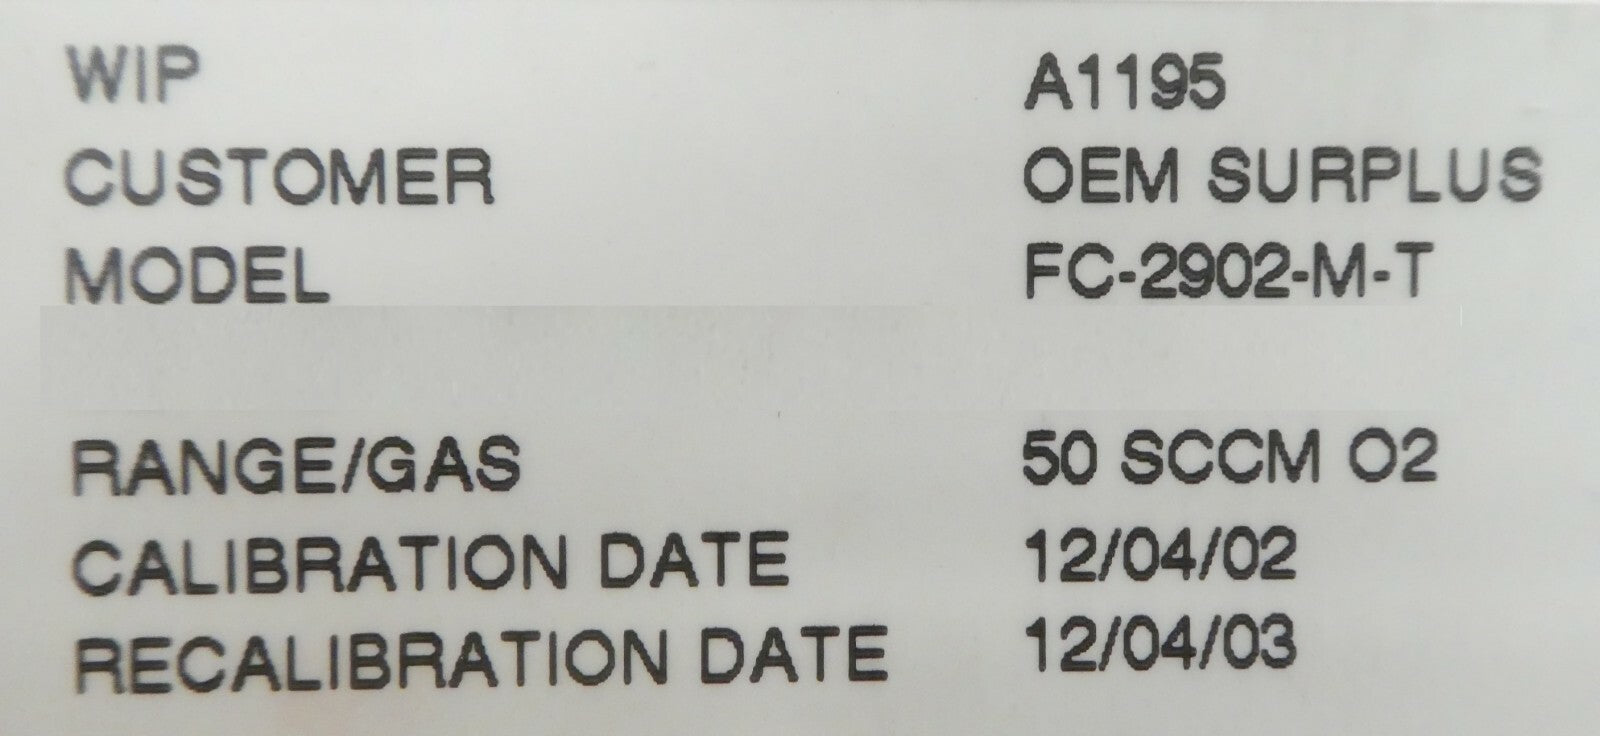 WIP A1195
CUSTOMER OEM SURPLUS
MODEL FC-2902-M-T
RANGE/GAS 50 SCCM O2
CALIBRATION DATE 12/04/02
RECALIBRATION DATE 12/04/03